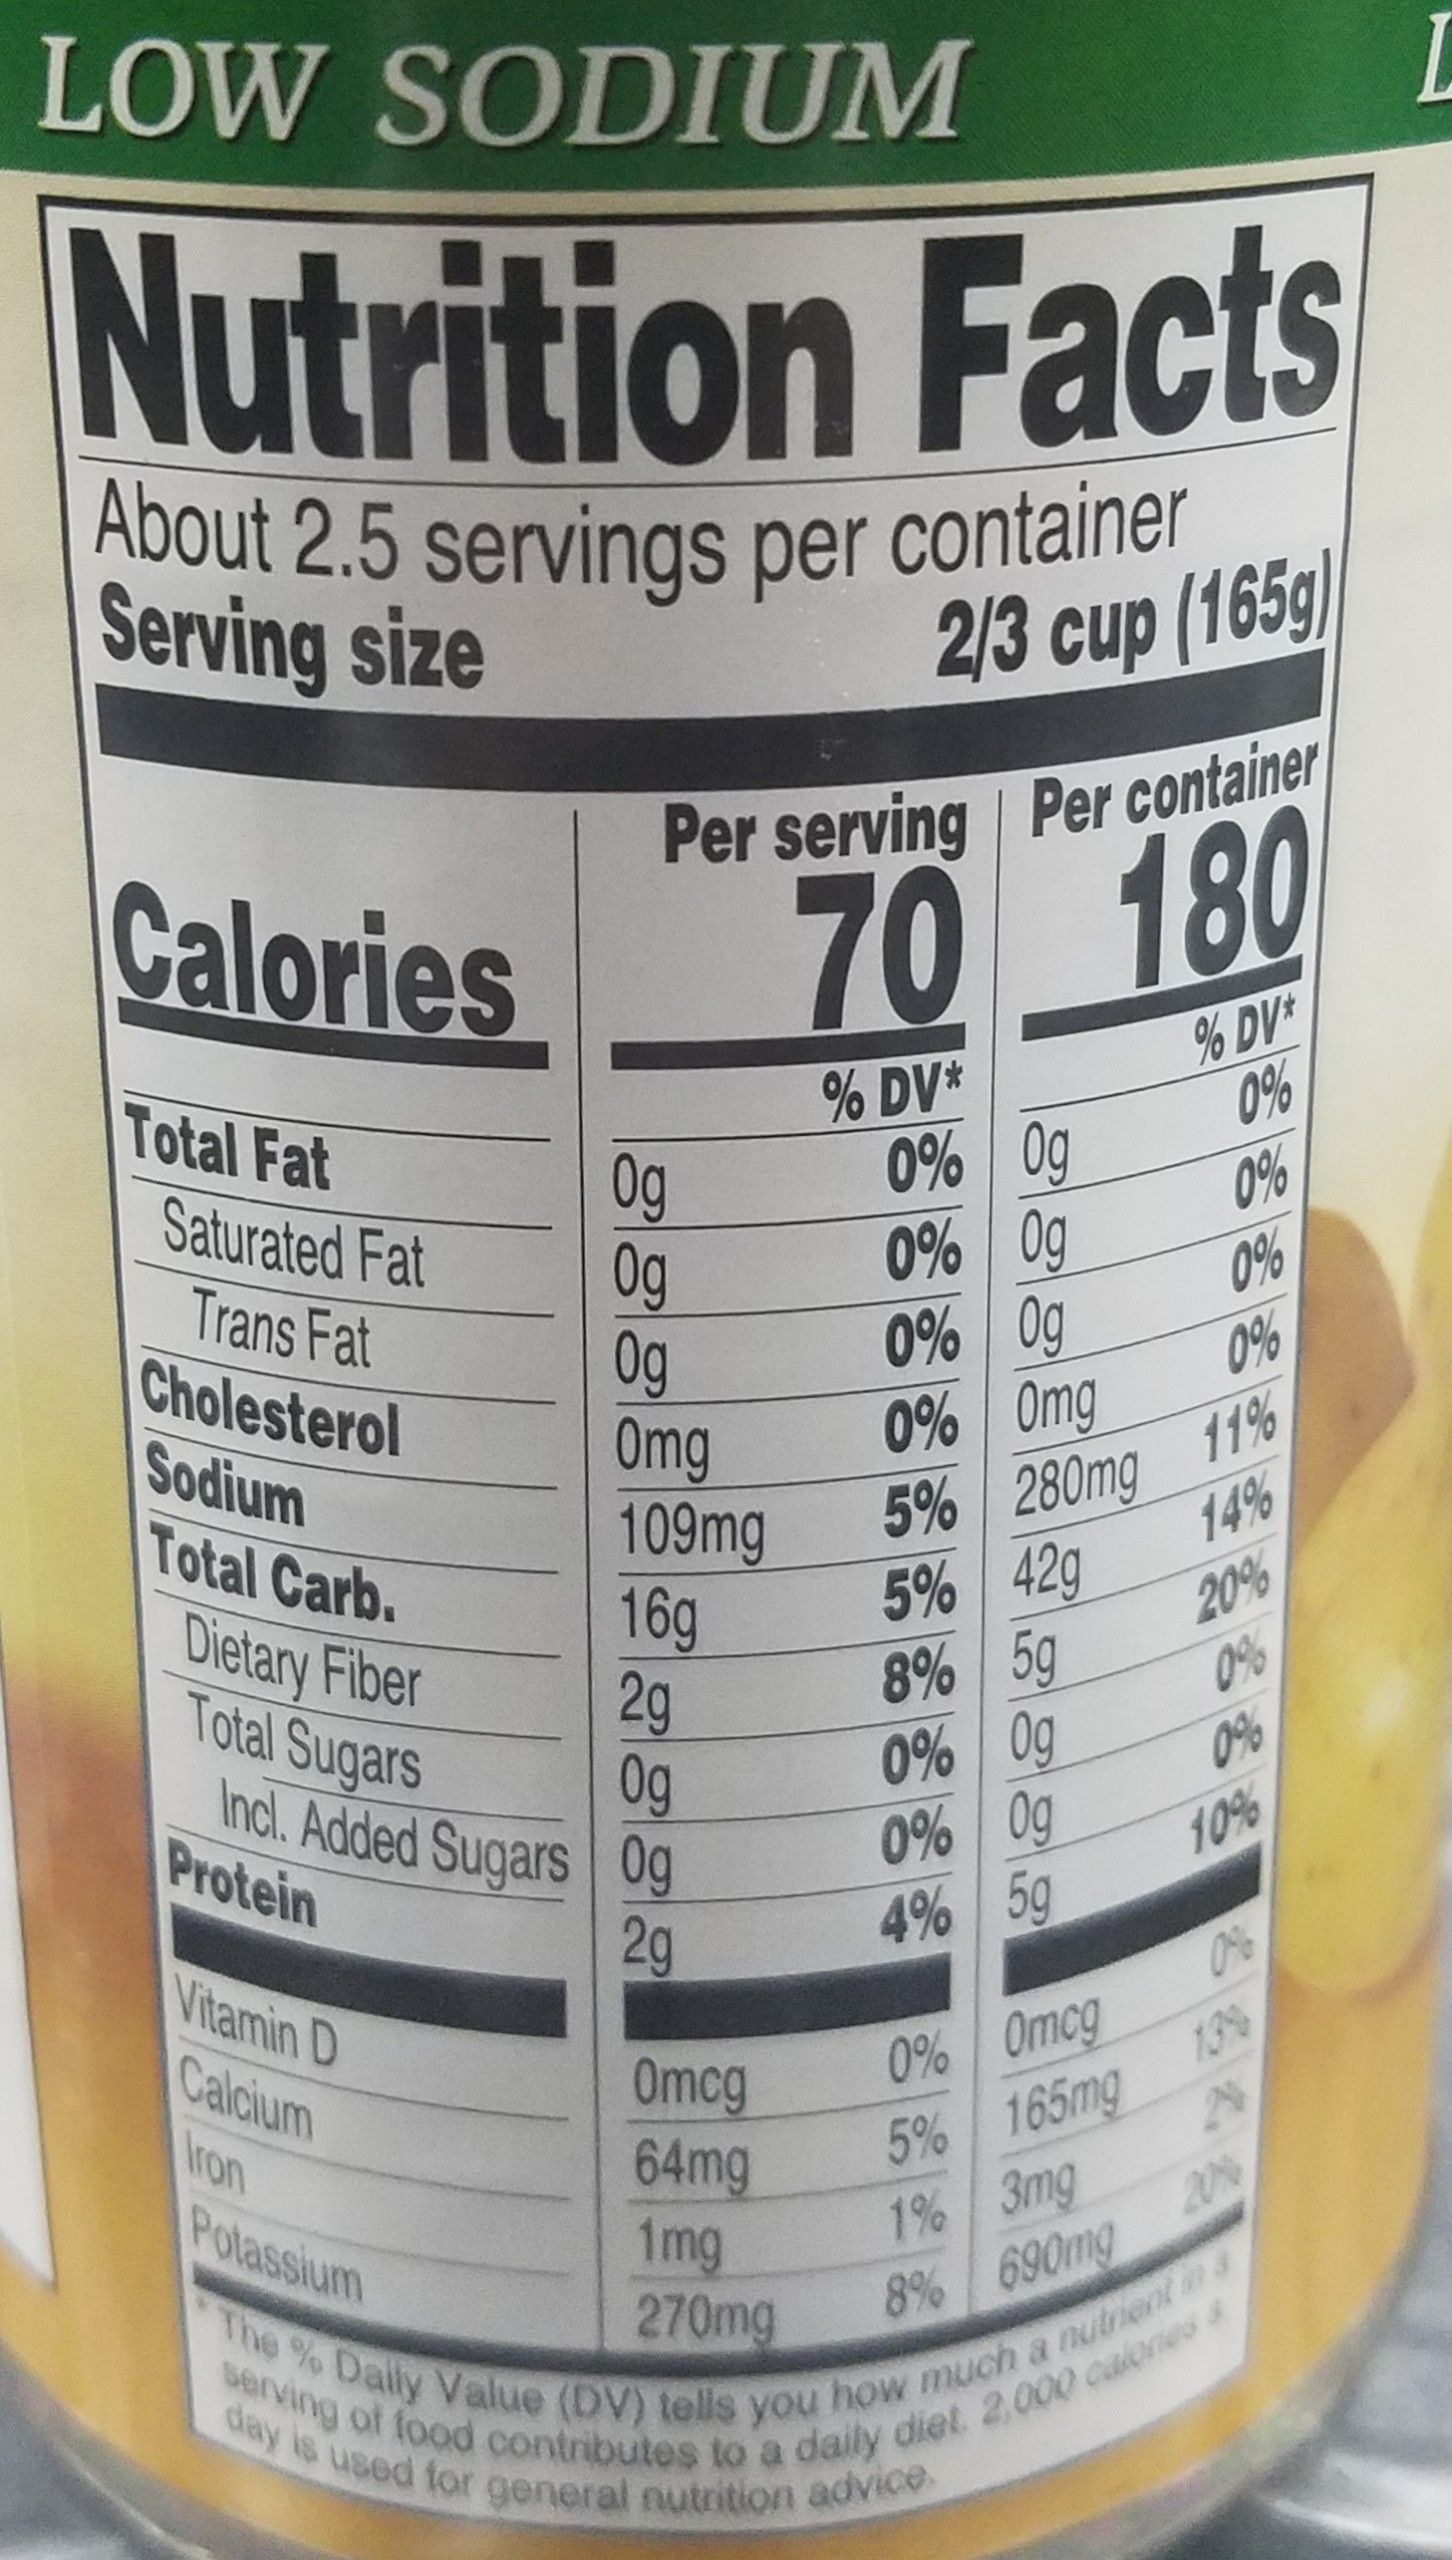 LOW SODIUM
Nutrition Facts
About 2.5 servings per container
Serving size 2/3 cup (165g)
Per serving Per container
Calories 70 180
% DV* % DV*
Total Fat 0g 0% 0g 0%
Saturated Fat 0g 0% 0g 0%
Trans Fat 0g 0% 0g 0%
Cholesterol 0mg 0% 0mg 0%
Sodium 109mg 5% 280mg 11%
Total Carb. 16g 5% 42g 14%
Dietary Fiber 2g 8% 5g 20%
Total Sugars 0g 0% 0g 0%
Incl. Added Sugars 0g 0% 0g 0%
Protein 2g 4% 5g 10%
Vitamin D 0mcg 0% 0mcg 0%
Calcium 64mg 5% 165mg 13%
Iron 1mg 1% 3mg 2%
Potassium 270mg 8% 690mg 20%
* The % Daily Value (DV) tells you how much a nutrient in a
serving of food contributes to a daily diet. 2,000 calories a
day is used for general nutrition advice.